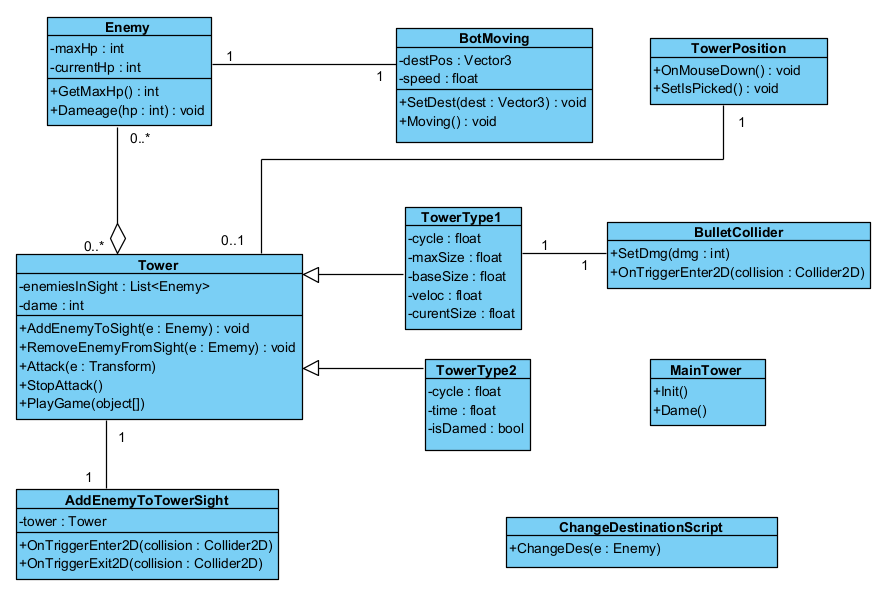 Enemy
-maxHp : int
-currentHp : int
+GetMaxHp() : int
+Dameage(hp : int) : void
1
1
BotMoving
-destPos : Vector3
-speed : float
+SetDest(dest : Vector3) : void
+Moving() : void
TowerPosition
+OnMouseDown() : void
+SetIsPicked() : void
1
0..*
0..*
0..1
Tower
-enemiesInSight : List<Enemy>
-dame : int
+AddEnemyToSight(e : Enemy) : void
+RemoveEnemyFromSight(e : Ememy) : void
+Attack(e : Transform)
+StopAttack()
+PlayGame(object[])
TowerType1
-cycle : float
-maxSize : float
-baseSize : float
-veloc : float
-curentSize : float
1
1
BulletCollider
+SetDmg(dmg : int)
+OnTriggerEnter2D(collision : Collider2D)
TowerType2
-cycle : float
-time : float
-isDamed : bool
MainTower
+Init()
+Dame()
1
1
AddEnemyToTowerSight
-tower : Tower
+OnTriggerEnter2D(collision : Collider2D)
+OnTriggerExit2D(collision : Collider2D)
ChangeDestinationScript
+ChangeDes(e : Enemy)